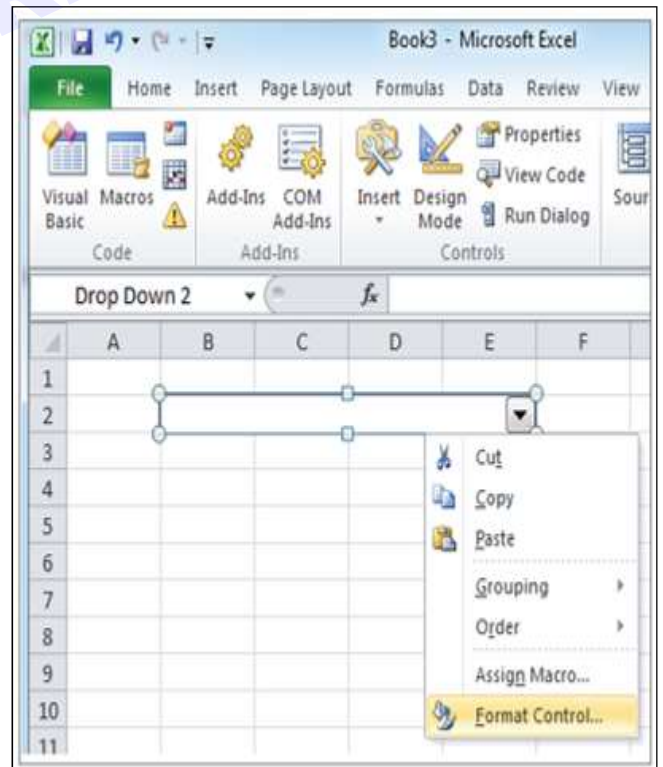 Book3 - Microsoft Excel
File Home Insert Page Layout Formulas Data Review View
Properties
View Code
Run Dialog
Visual Basic
Macros
Add-Ins
COM Add-Ins
Insert
Design Mode
Sour
Code Add-Ins Controls
Drop Down 2 fx
A B C D E F
1
2
3
4
5
6
7
8
9
10
11
Cut
Copy
Paste
Grouping
Order
Assign Macro...
Format Control...